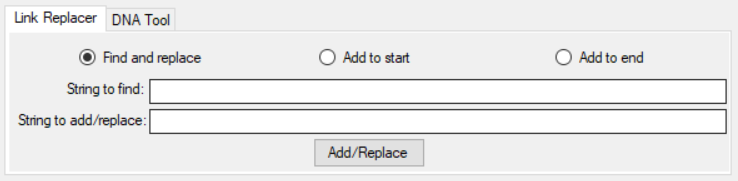 Link Replacer DNA Tool
Find and replace Add to start Add to end
String to find:
String to add/replace:
Add/Replace